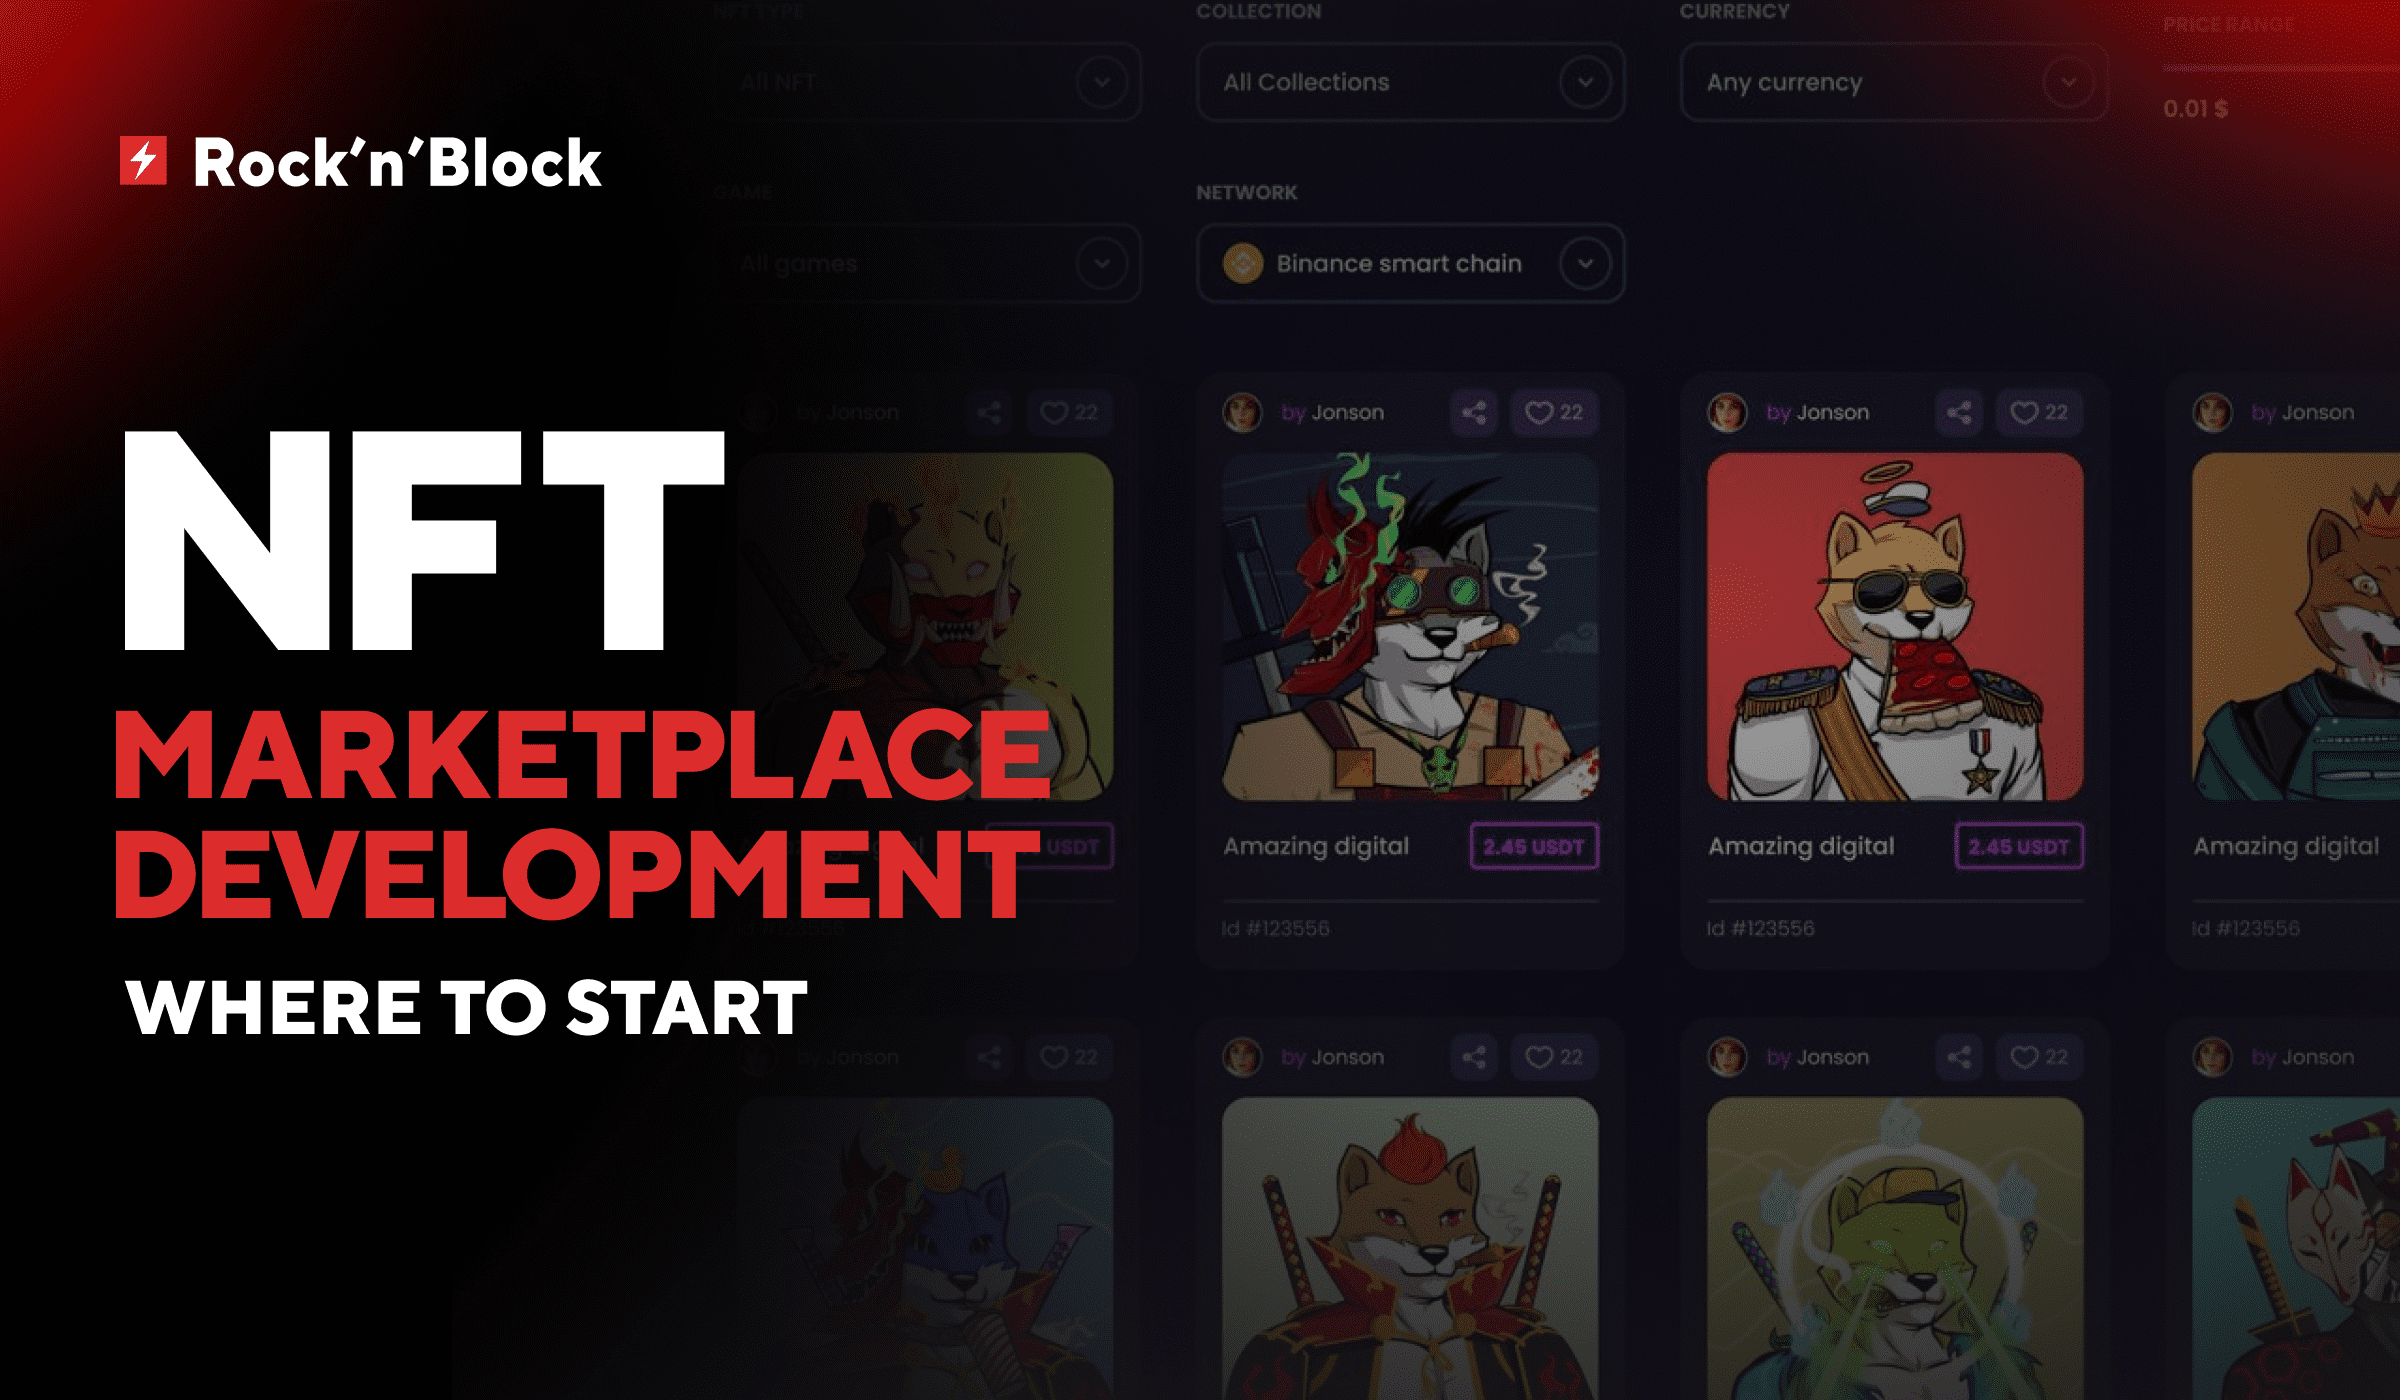 Rock'n'Block
NFT
MARKETPLACE
DEVELOPMENT
WHERE TO START
NFT TYPE
COLLECTION
CURRENCY
PRICE RANGE
All NFT
All Collections
Any currency
0.01 $
GAME
NETWORK
All games
Binance smart chain
by Jonson
22
by Jonson
22
by Jonson
22
by Jonson
USDT
Amazing digital
2.45 USDT
Amazing digital
2.45 USDT
Amazing digital
Id #123556
Id #123556
Id #123556
Id #123556
by Jonson
22
by Jonson
22
by Jonson
22
by Jonson